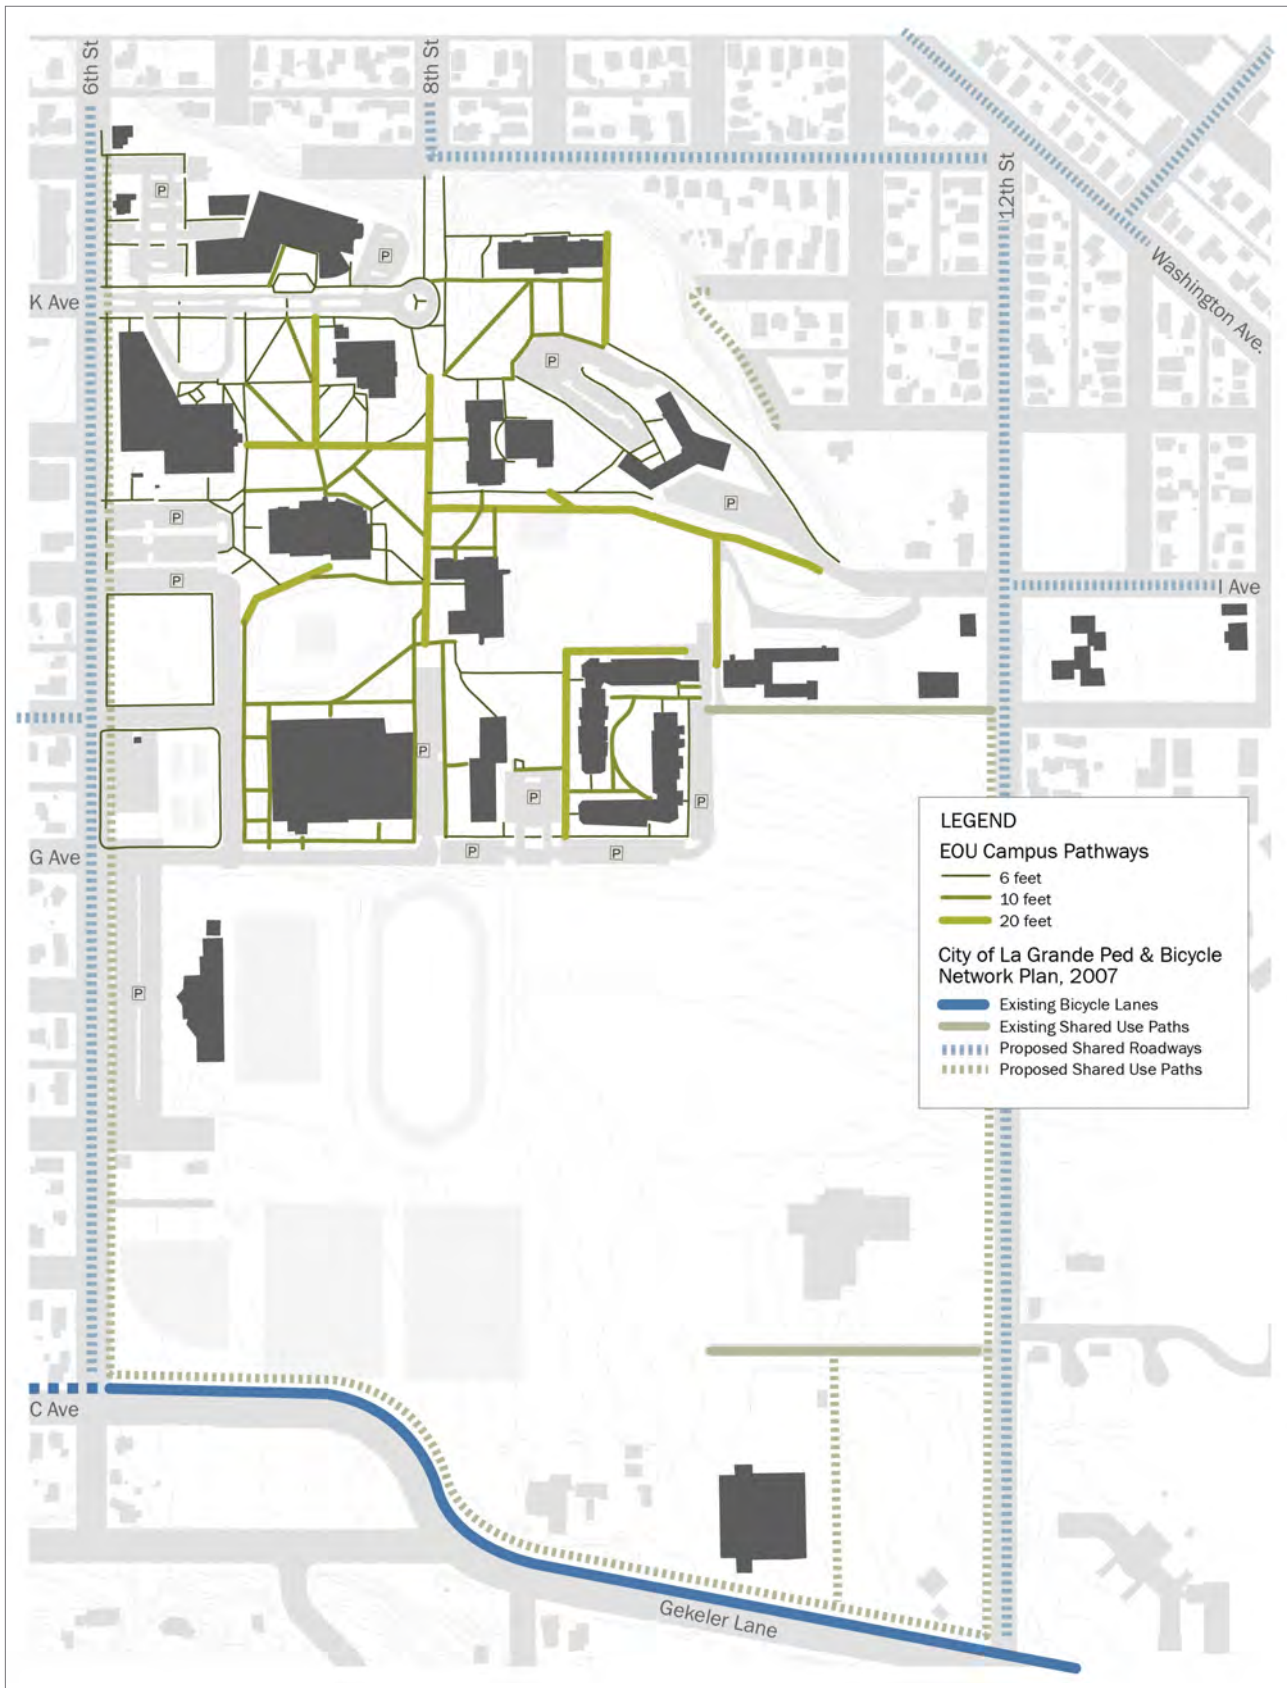 6th St
8th St
12th St
P
Washington Ave.
P
K Ave
P
P
P
I Ave
P
P
P
P
G Ave
P
P
LEGEND
EOU Campus Pathways
6 feet
10 feet
20 feet
City of La Grande Ped & Bicycle
Network Plan, 2007
Existing Bicycle Lanes
Existing Shared Use Paths
Proposed Shared Roadways
Proposed Shared Use Paths
P
C Ave
Gekeler Lane